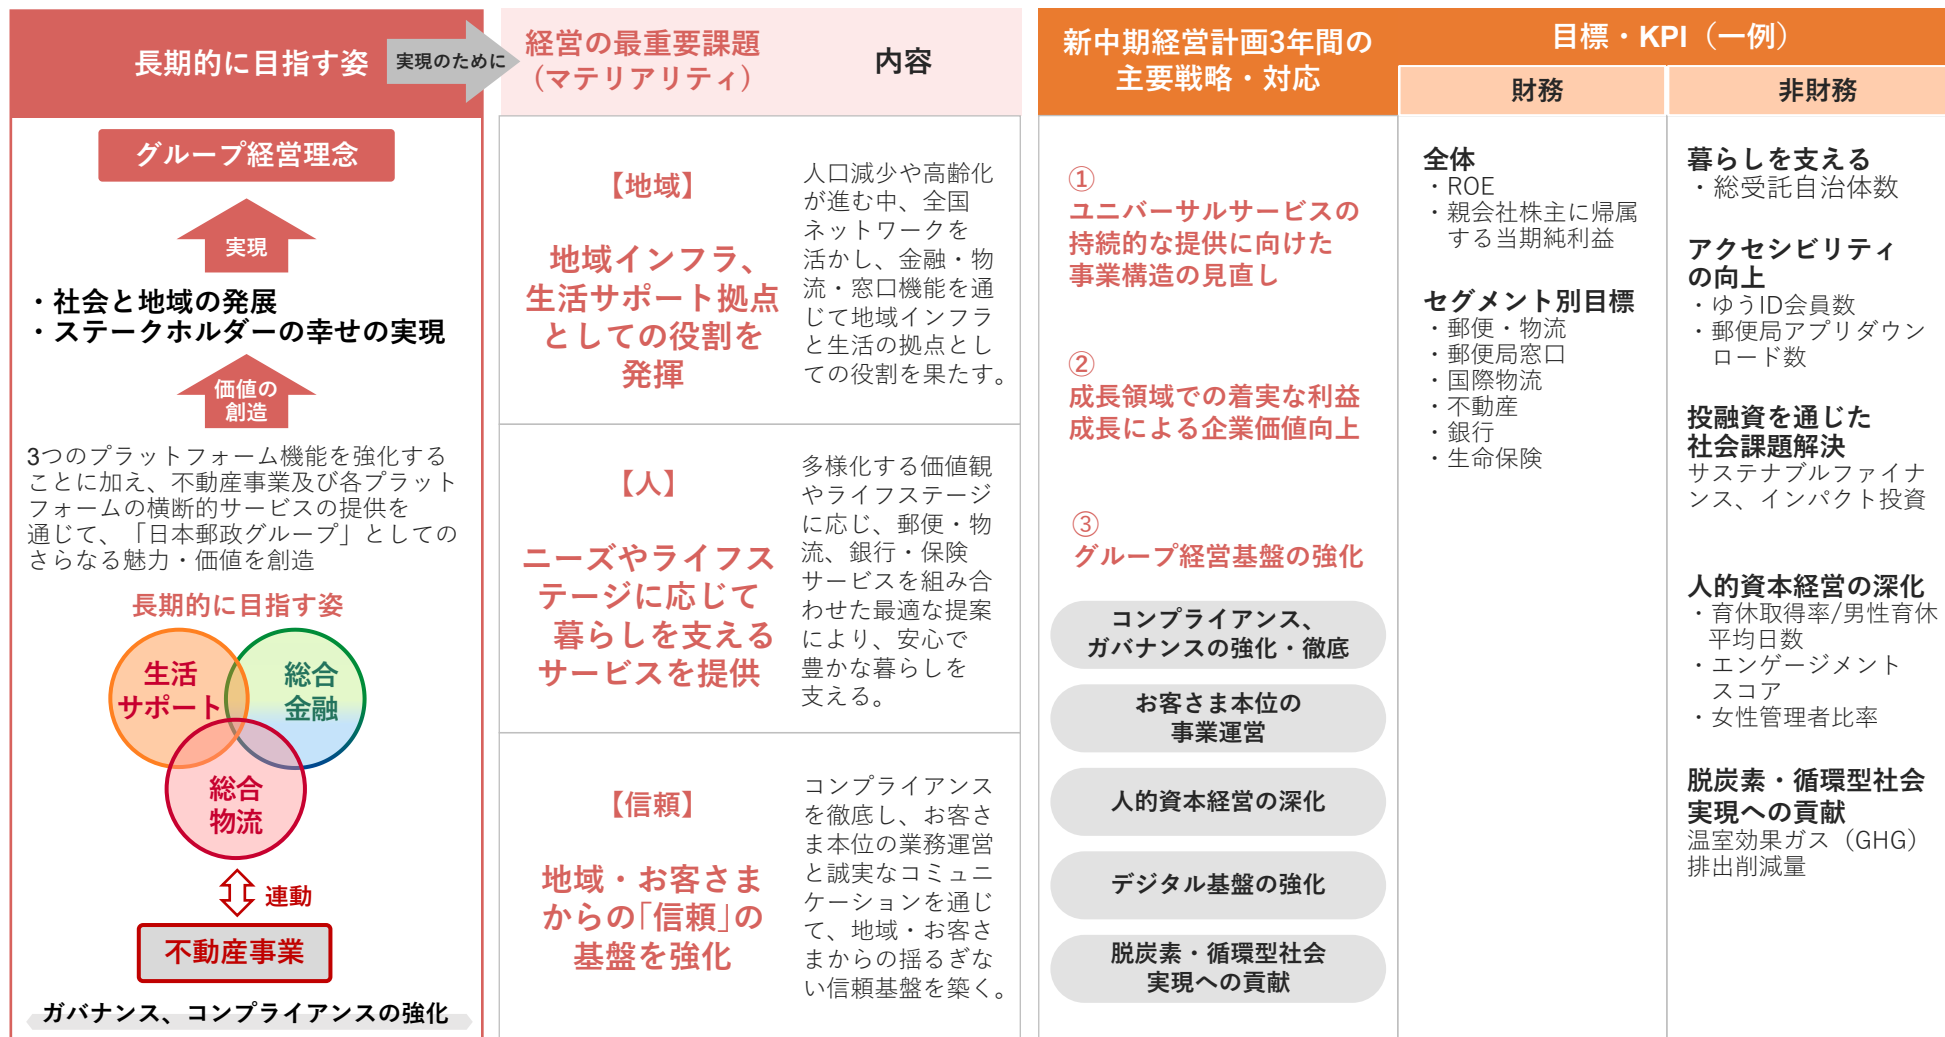 長期的に目指す姿
実現のために
グループ経営理念
実現
・社会と地域の発展
・ステークホルダーの幸せの実現
価値の
創造
3つのプラットフォーム機能を強化する
ことに加え、不動産事業及び各プラット
フォームの横断的サービスの提供を
通じて、「日本郵政グループ」としての
さらなる魅力・価値を創造
長期的に目指す姿
生活
サポート
総合
金融
総合
物流
連動
不動産事業
ガバナンス、コンプライアンスの強化
経営の最重要課題
(マテリアリティ)
内容
【地域】
地域インフラ、
生活サポート拠点
としての役割を
発揮
人口減少や高齢化
が進む中、全国
ネットワークを
活かし、金融・物
流・窓口機能を通
じて地域インフラ
と生活の拠点とし
ての役割を果たす。
【人】
ニーズやライフス
テージに応じて
暮らしを支える
サービスを提供
多様化する価値観
やライフステージ
に応じ、郵便・物
流、銀行・保険
サービスを組み合
わせた最適な提案
により、安心で
豊かな暮らしを
支える。
【信頼】
地域・お客さま
からの「信頼」の
基盤を強化
コンプライアンス
を徹底し、お客さ
ま本位の業務運営
と誠実なコミュニ
ケーションを通じ
て、地域・お客さ
まからの揺るぎな
い信頼基盤を築く。
新中期経営計画3年間の
主要戦略・対応
①
ユニバーサルサービスの
持続的な提供に向けた
事業構造の見直し
②
成長領域での着実な利益
成長による企業価値向上
③
グループ経営基盤の強化
コンプライアンス、
ガバナンスの強化・徹底
お客さま本位の
事業運営
人的資本経営の深化
デジタル基盤の強化
脱炭素・循環型社会
実現への貢献
目標・KPI（一例）
財務
全体
・ROE
・親会社株主に帰属
する当期純利益
セグメント別目標
・郵便・物流
・郵便局窓口
・国際物流
・不動産
・銀行
・生命保険
非財務
暮らしを支える
・総受託自治体数
アクセシビリティ
の向上
・ゆうID会員数
・郵便局アプリダウン
ロード数
投融資を通じた
社会課題解決
サステナブルファイナ
ンス、インパクト投資
人的資本経営の深化
・育休取得率/男性育休
平均日数
・エンゲージメント
スコア
・女性管理者比率
脱炭素・循環型社会
実現への貢献
温室効果ガス（GHG）
排出削減量